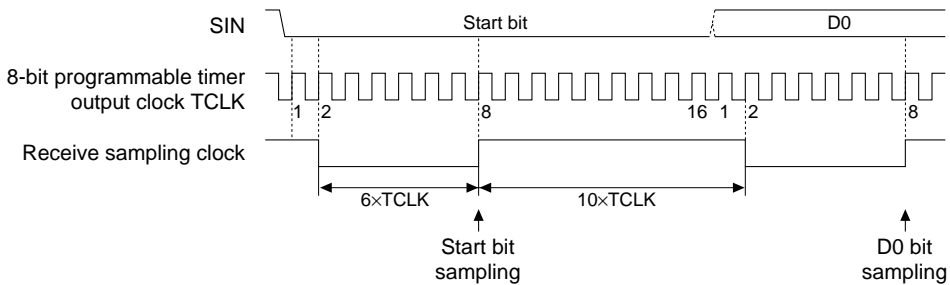 SIN
Start bit
D0
8-bit programmable timer
output clock TCLK
1 2 8 16 1 2 8
Receive sampling clock
6×TCLK
10×TCLK
Start bit
sampling
D0 bit
sampling